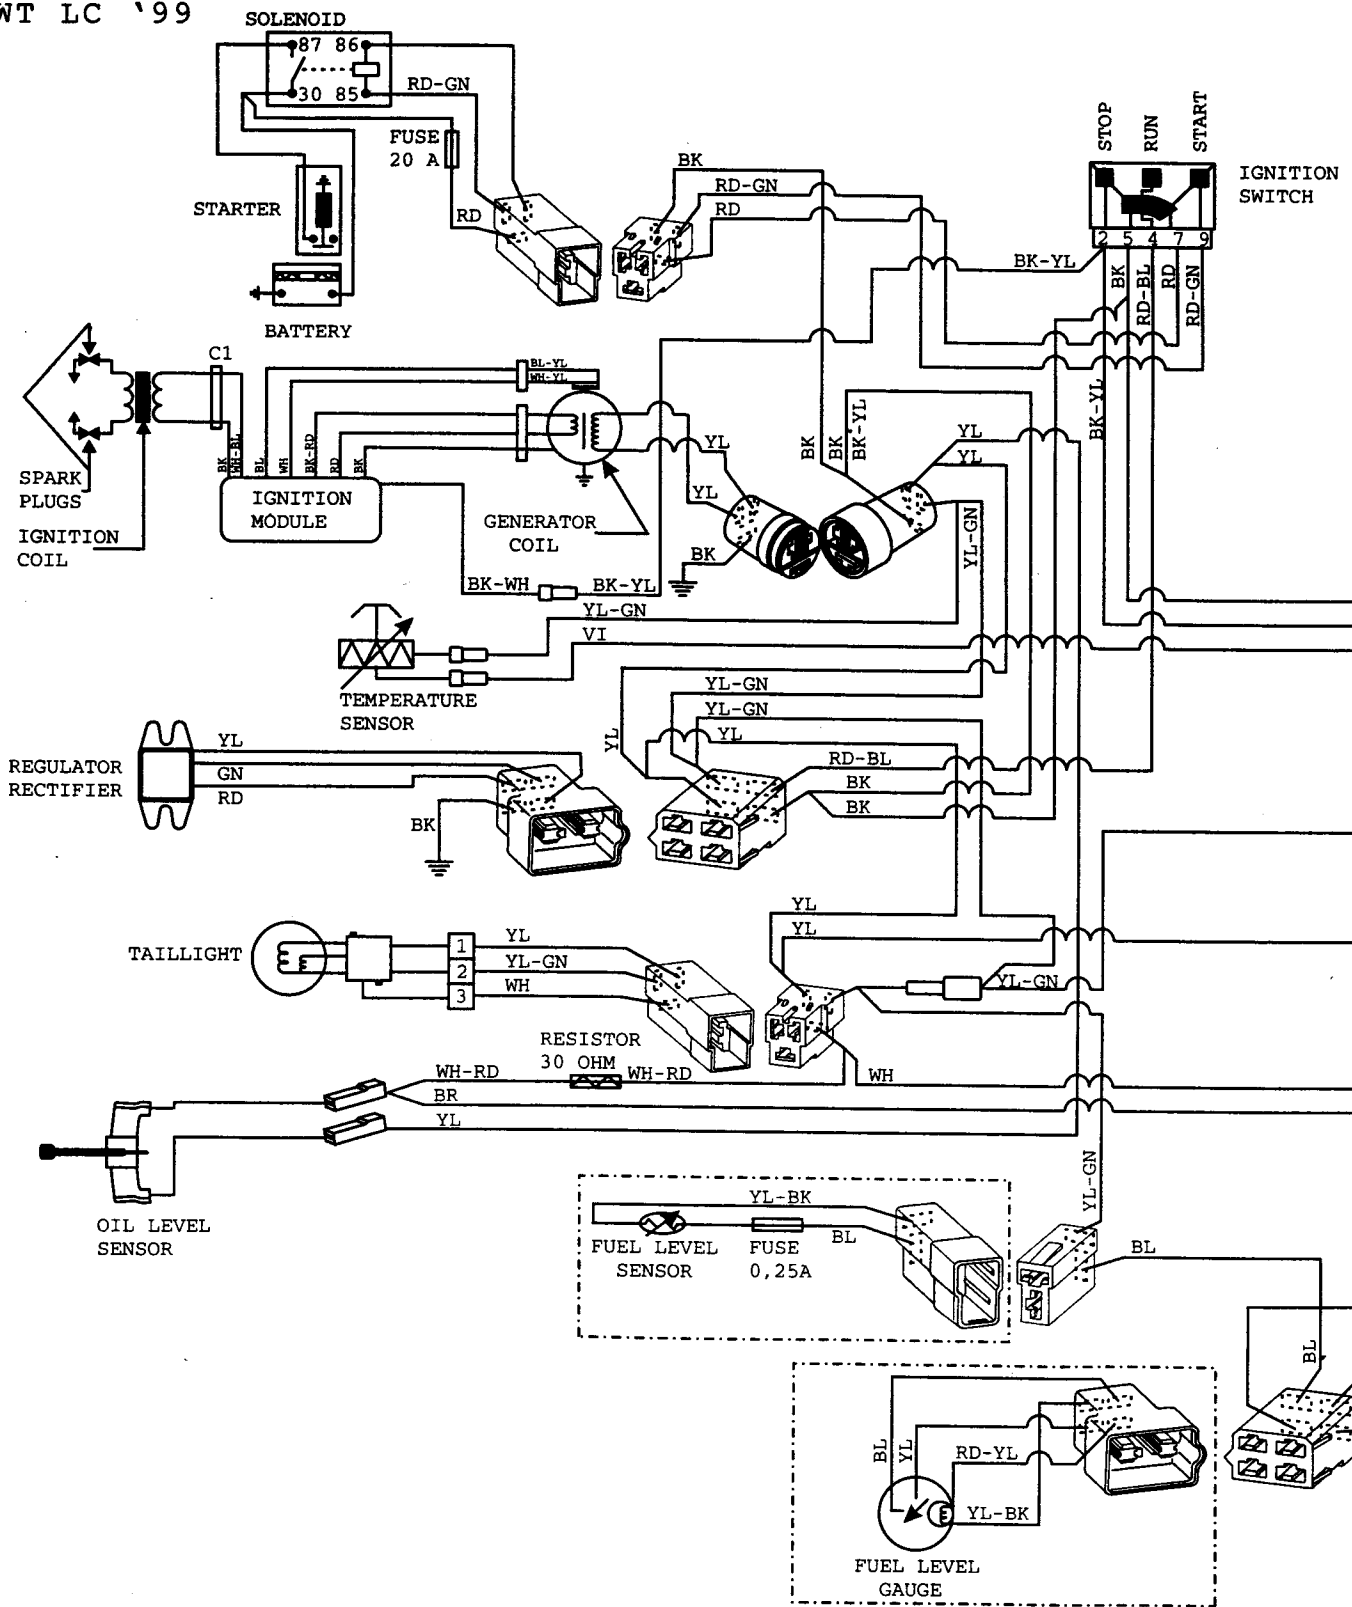 WT LC '99
SOLENOID
87 86
30 85
RD-GN
FUSE
20 A
RD
STARTER
BATTERY
BK
RD-GN
RD
STOP
RUN
START
IGNITION
SWITCH
2 5 4 7 9
BK-YL
BK
RD-BL
RD
RD-GN
BK-YL
C1
BL-YL
WH-YL
BK
WH-BL
BL
WH
BK-RD
RD
BK
SPARK
PLUGS
IGNITION
COIL
IGNITION
MODULE
GENERATOR
COIL
YL
YL
BK
BK
BK-YL
YL
YL
YL-GN
BK-WH
BK-YL
YL-GN
VI
TEMPERATURE
SENSOR
YL-GN
YL-GN
YL
YL
RD-BL
BK
BK
REGULATOR
RECTIFIER
YL
GN
RD
BK
TAILLIGHT
1
2
3
YL
YL-GN
WH
YL
YL
YL-GN
RESISTOR
30 OHM
WH-RD
WH-RD
WH
BR
YL
OIL LEVEL
SENSOR
YL-GN
YL-BK
BL
FUEL LEVEL
SENSOR
FUSE
0,25A
BL
BL
BL
YL
RD-YL
YL-BK
FUEL LEVEL
GAUGE